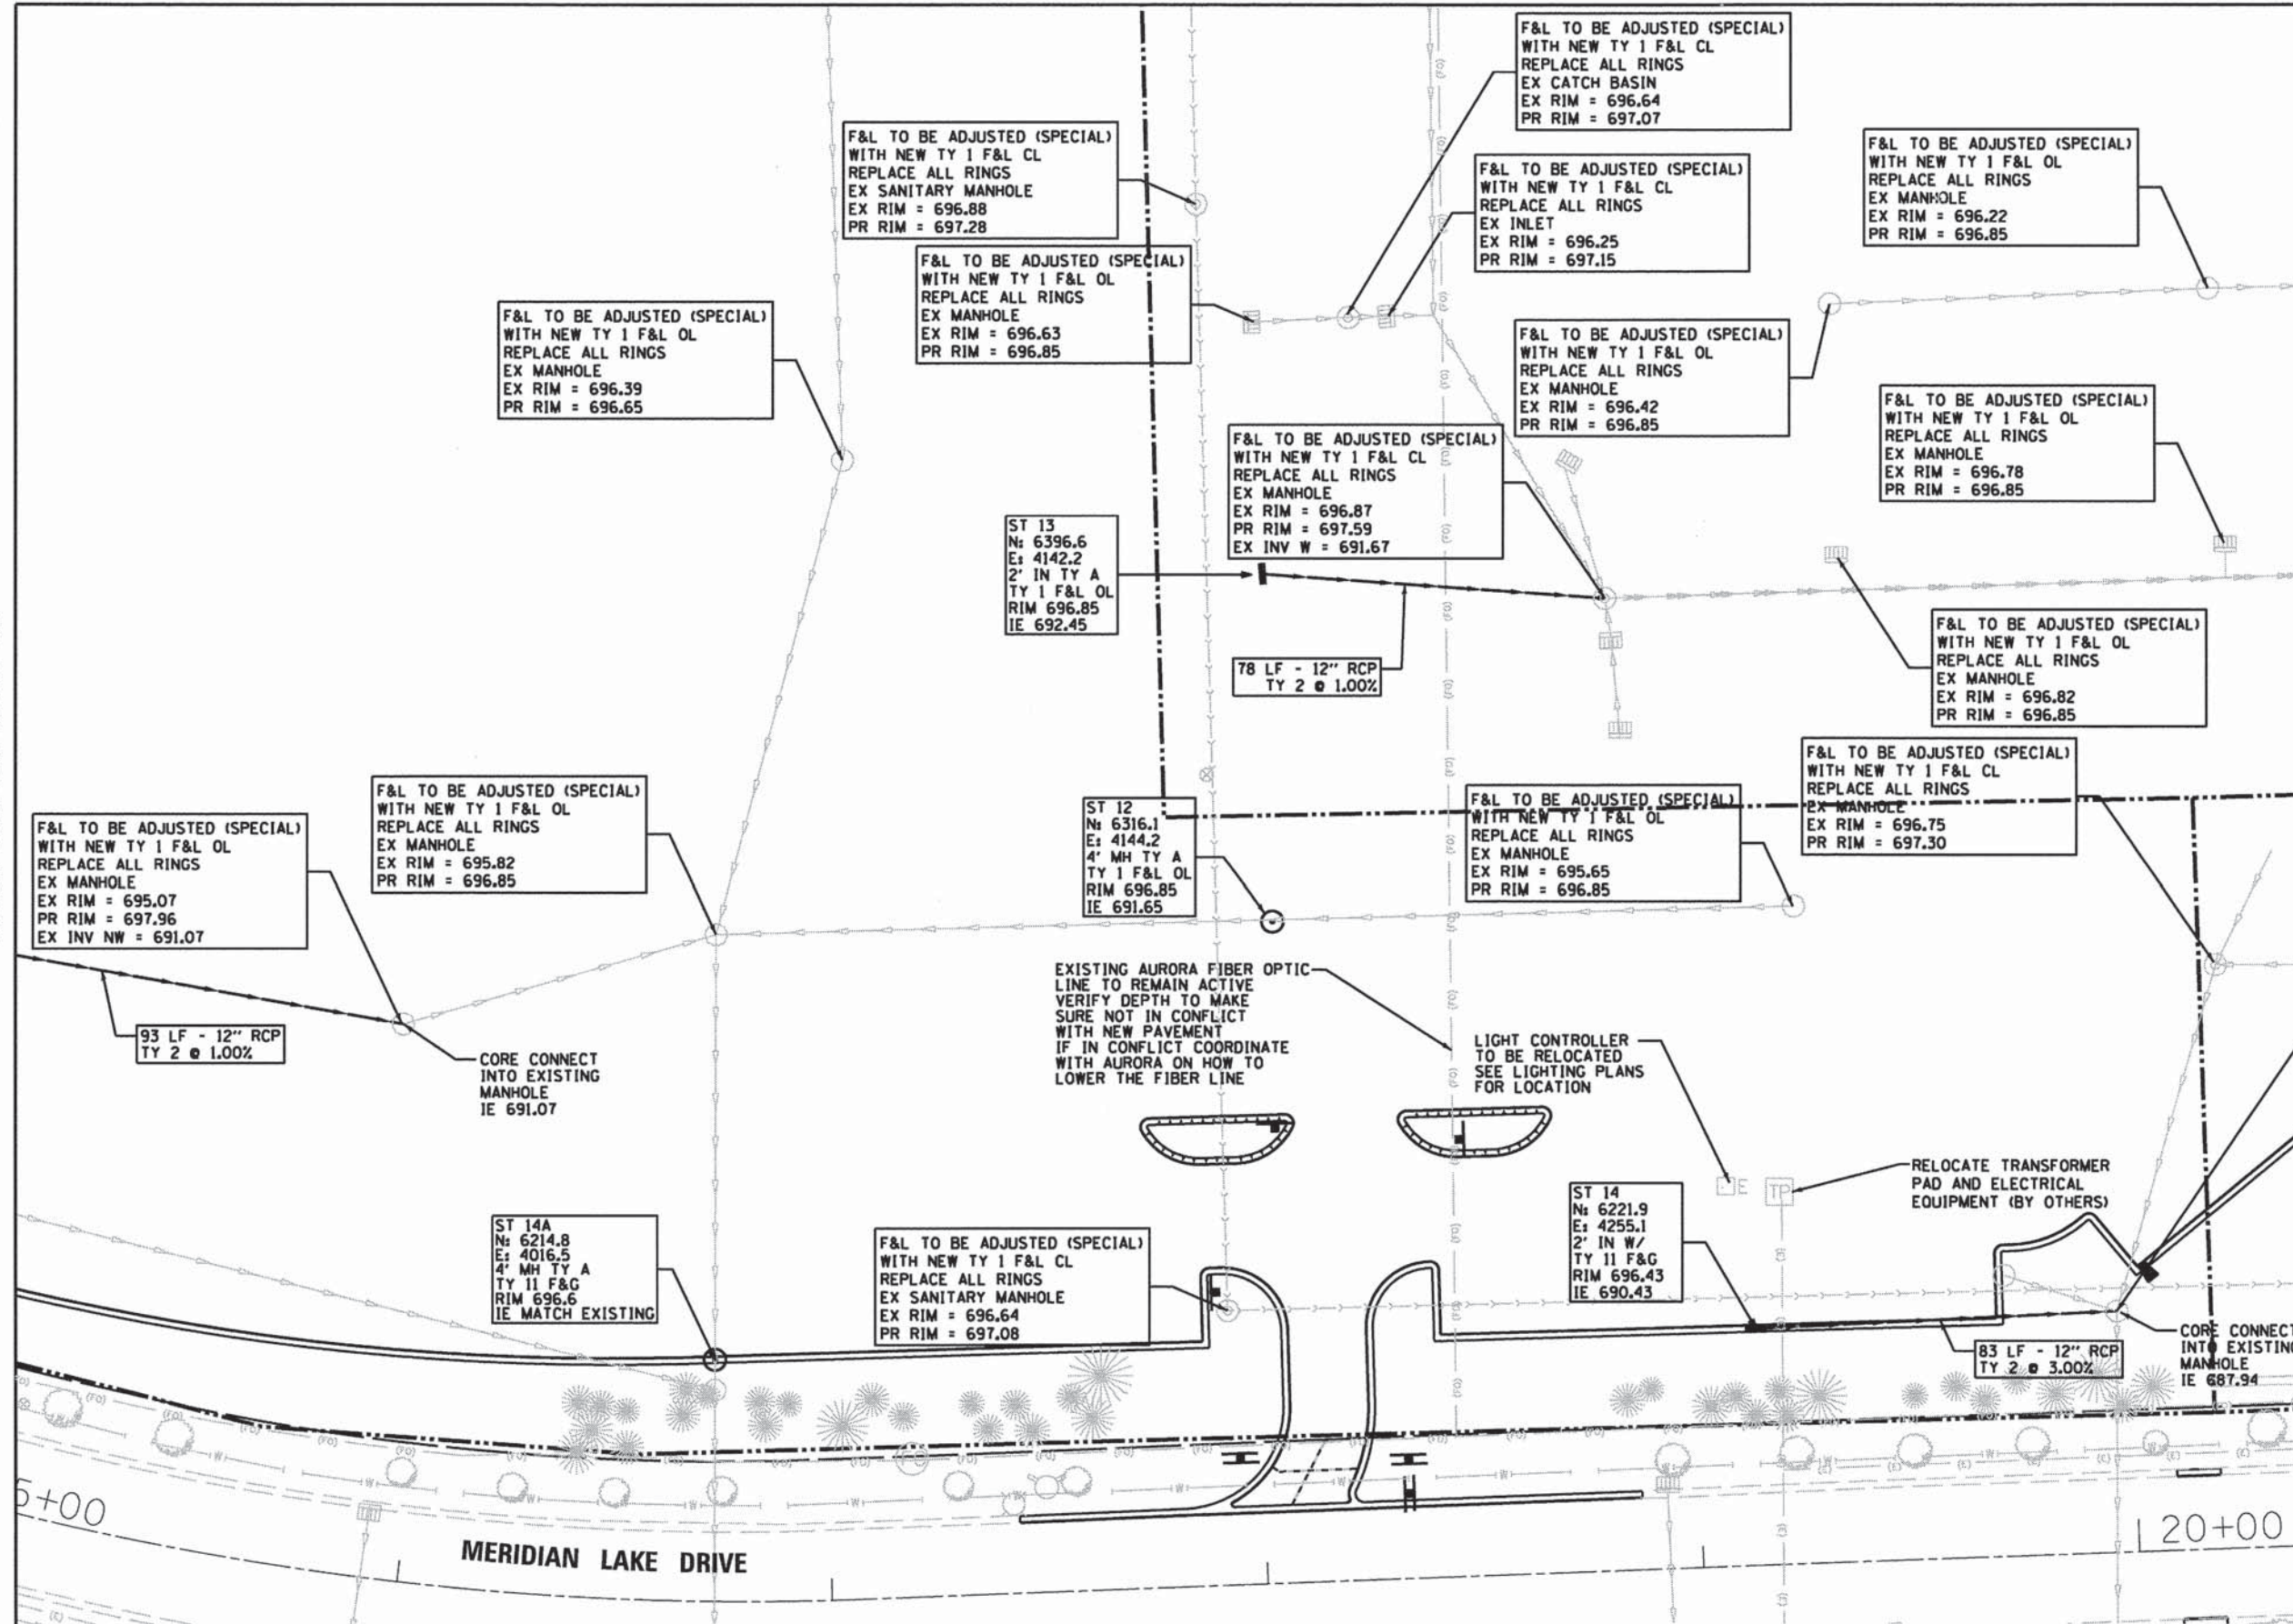 F&L TO BE ADJUSTED (SPECIAL)
WITH NEW TY 1 F&L CL
REPLACE ALL RINGS
EX CATCH BASIN
EX RIM = 696.64
PR RIM = 697.07
F&L TO BE ADJUSTED (SPECIAL)
WITH NEW TY 1 F&L CL
REPLACE ALL RINGS
EX SANITARY MANHOLE
EX RIM = 696.88
PR RIM = 697.28
F&L TO BE ADJUSTED (SPECIAL)
WITH NEW TY 1 F&L CL
REPLACE ALL RINGS
EX INLET
EX RIM = 696.25
PR RIM = 697.15
F&L TO BE ADJUSTED (SPECIAL)
WITH NEW TY 1 F&L OL
REPLACE ALL RINGS
EX MANHOLE
EX RIM = 696.22
PR RIM = 696.85
F&L TO BE ADJUSTED (SPECIAL)
WITH NEW TY 1 F&L OL
REPLACE ALL RINGS
EX MANHOLE
EX RIM = 696.63
PR RIM = 696.85
F&L TO BE ADJUSTED (SPECIAL)
WITH NEW TY 1 F&L OL
REPLACE ALL RINGS
EX MANHOLE
EX RIM = 696.39
PR RIM = 696.65
F&L TO BE ADJUSTED (SPECIAL)
WITH NEW TY 1 F&L OL
REPLACE ALL RINGS
EX MANHOLE
EX RIM = 696.42
PR RIM = 696.85
F&L TO BE ADJUSTED (SPECIAL)
WITH NEW TY 1 F&L OL
REPLACE ALL RINGS
EX MANHOLE
EX RIM = 696.78
PR RIM = 696.85
F&L TO BE ADJUSTED (SPECIAL)
WITH NEW TY 1 F&L CL
REPLACE ALL RINGS
EX MANHOLE
EX RIM = 696.87
PR RIM = 697.59
EX INV W = 691.67
ST 13
N: 6396.6
E: 4142.2
2' IN TY A
TY 1 F&L OL
RIM 696.85
IE 692.45
78 LF - 12" RCP
TY 2 @ 1.00%
F&L TO BE ADJUSTED (SPECIAL)
WITH NEW TY 1 F&L OL
REPLACE ALL RINGS
EX MANHOLE
EX RIM = 696.82
PR RIM = 696.85
F&L TO BE ADJUSTED (SPECIAL)
WITH NEW TY 1 F&L CL
REPLACE ALL RINGS
EX MANHOLE
EX RIM = 696.75
PR RIM = 697.30
F&L TO BE ADJUSTED (SPECIAL)
WITH NEW TY 1 F&L OL
REPLACE ALL RINGS
EX MANHOLE
EX RIM = 695.07
PR RIM = 697.96
EX INV NW = 691.07
F&L TO BE ADJUSTED (SPECIAL)
WITH NEW TY 1 F&L OL
REPLACE ALL RINGS
EX MANHOLE
EX RIM = 695.82
PR RIM = 696.85
ST 12
N: 6316.1
E: 4144.2
4' MH TY A
TY 1 F&L OL
RIM 696.85
IE 691.65
F&L TO BE ADJUSTED (SPECIAL)
WITH NEW TY 1 F&L OL
REPLACE ALL RINGS
EX MANHOLE
EX RIM = 695.65
PR RIM = 696.85
93 LF - 12" RCP
TY 2 @ 1.00%
CORE CONNECT
INTO EXISTING
MANHOLE
IE 691.07
EXISTING AURORA FIBER OPTIC
LINE TO REMAIN ACTIVE
VERIFY DEPTH TO MAKE
SURE NOT IN CONFLICT
WITH NEW PAVEMENT
IF IN CONFLICT COORDINATE
WITH AURORA ON HOW TO
LOWER THE FIBER LINE
LIGHT CONTROLLER
TO BE RELOCATED
SEE LIGHTING PLANS
FOR LOCATION
E
TP
RELOCATE TRANSFORMER
PAD AND ELECTRICAL
EQUIPMENT (BY OTHERS)
ST 14A
N: 6214.8
E: 4016.5
4' MH TY A
TY 11 F&G
RIM 696.6
IE MATCH EXISTING
F&L TO BE ADJUSTED (SPECIAL)
WITH NEW TY 1 F&L CL
REPLACE ALL RINGS
EX SANITARY MANHOLE
EX RIM = 696.64
PR RIM = 697.08
ST 14
N: 6221.9
E: 4255.1
2' IN W/
TY 11 F&G
RIM 696.43
IE 690.43
83 LF - 12" RCP
TY 2 @ 3.00%
CORE CONNECT
INTO EXISTING
MANHOLE
IE 687.94
5+00
MERIDIAN LAKE DRIVE
20+00